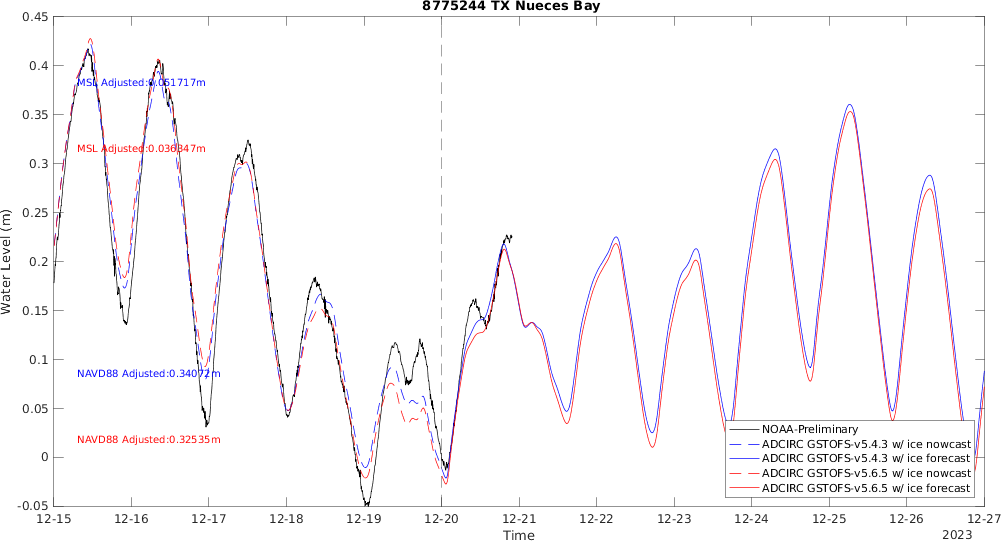 8775244 TX Nueces Bay
0.45
0.4
0.35
0.3
0.25
0.2
0.15
0.1
0.05
0
-0.05
Water Level (m)
MSL Adjusted:0.051717m
MSL Adjusted:0.036347m
NAVD88 Adjusted:0.34072m
NAVD88 Adjusted:0.32535m
NOAA-Preliminary
ADCIRC GSTOFS-v5.4.3 w/ ice nowcast
ADCIRC GSTOFS-v5.4.3 w/ ice forecast
ADCIRC GSTOFS-v5.6.5 w/ ice nowcast
ADCIRC GSTOFS-v5.6.5 w/ ice forecast
12-15 12-16 12-17 12-18 12-19 12-20 12-21 12-22 12-23 12-24 12-25 12-26 12-27
Time
2023